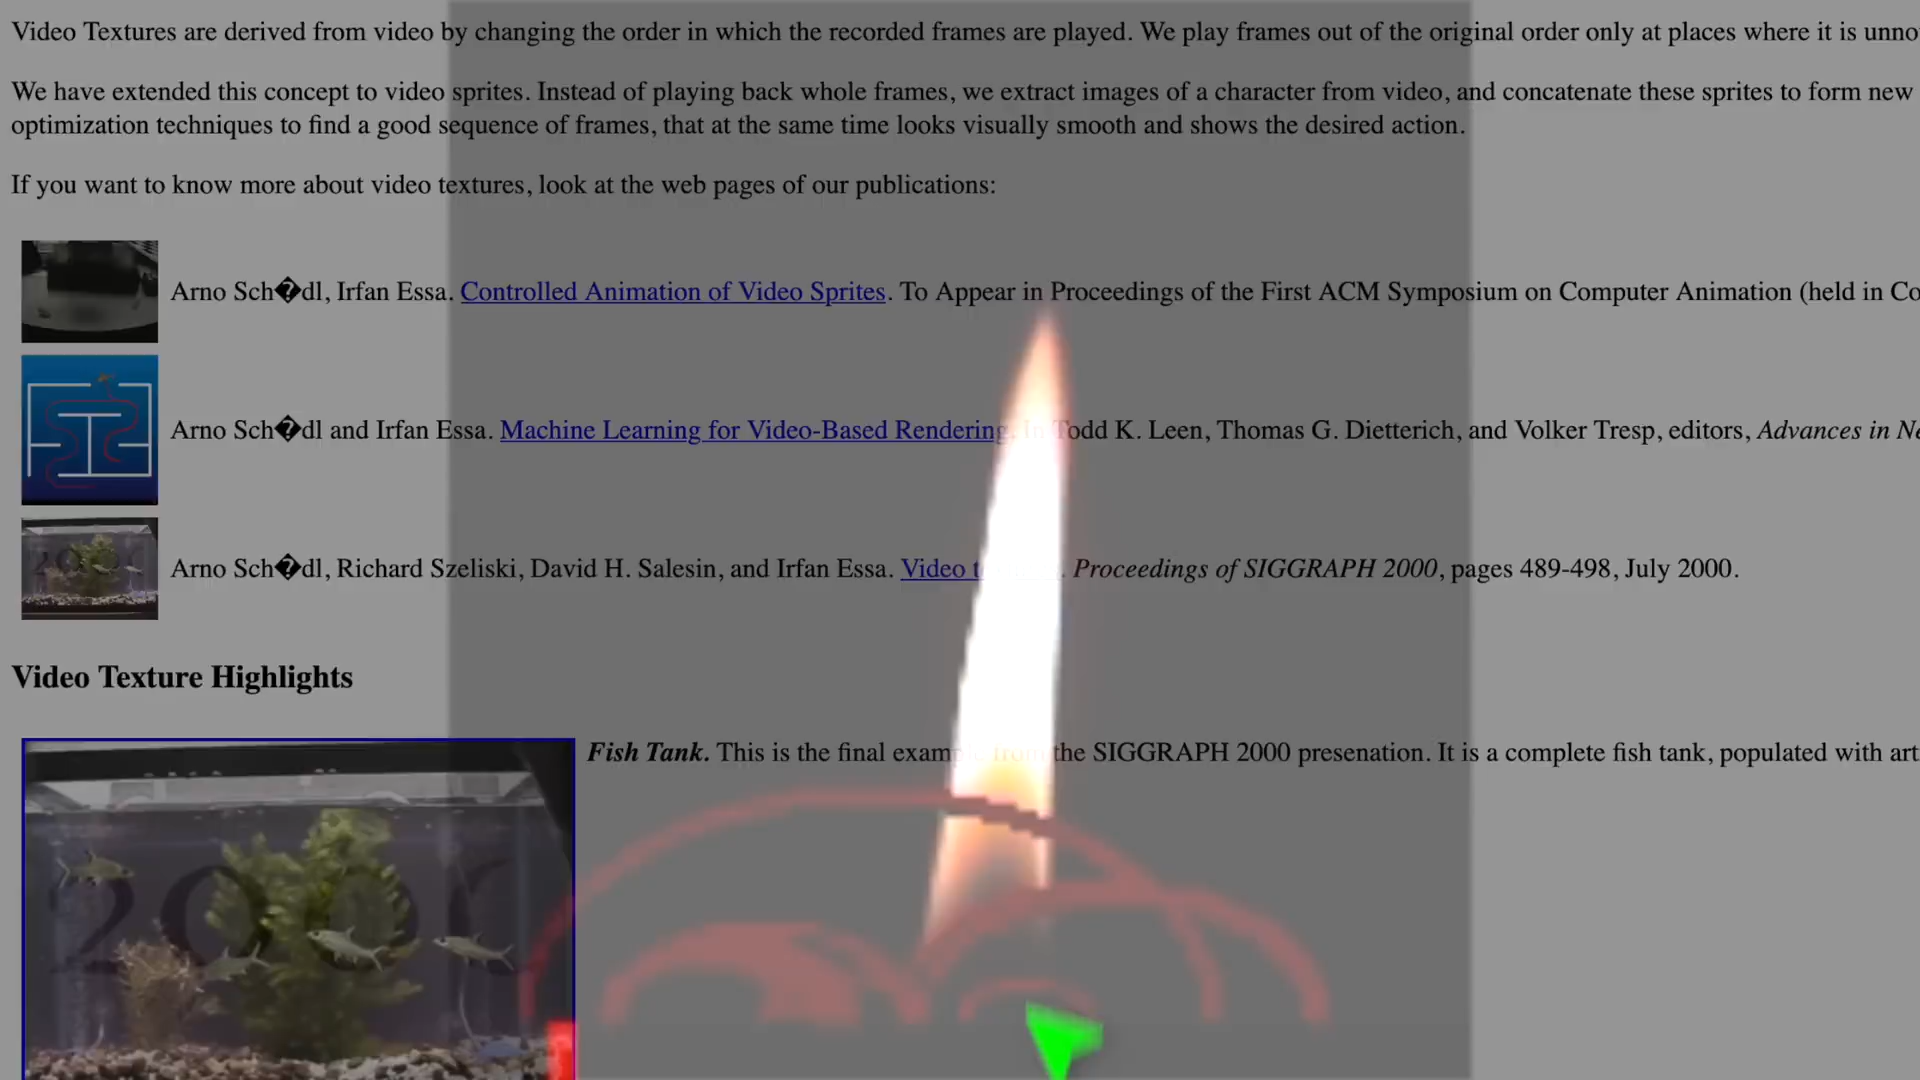 Video Textures are derived from video by changing the order in which the recorded frames are played. We play frames out of the original order only at places where it is unno
We have extended this concept to video sprites. Instead of playing back whole frames, we extract images of a character from video, and concatenate these sprites to form new
optimization techniques to find a good sequence of frames, that at the same time looks visually smooth and shows the desired action.
If you want to know more about video textures, look at the web pages of our publications:
Arno Sch�dl, Irfan Essa. Controlled Animation of Video Sprites. To Appear in Proceedings of the First ACM Symposium on Computer Animation (held in Co
Arno Sch�dl and Irfan Essa. Machine Learning for Video-Based Rendering. In Todd K. Leen, Thomas G. Dietterich, and Volker Tresp, editors, Advances in Ne
Arno Sch�dl, Richard Szeliski, David H. Salesin, and Irfan Essa. Video Proceedings of SIGGRAPH 2000, pages 489-498, July 2000.
Video Texture Highlights
Fish Tank. This is the final example from the SIGGRAPH 2000 presenation. It is a complete fish tank, populated with art
200